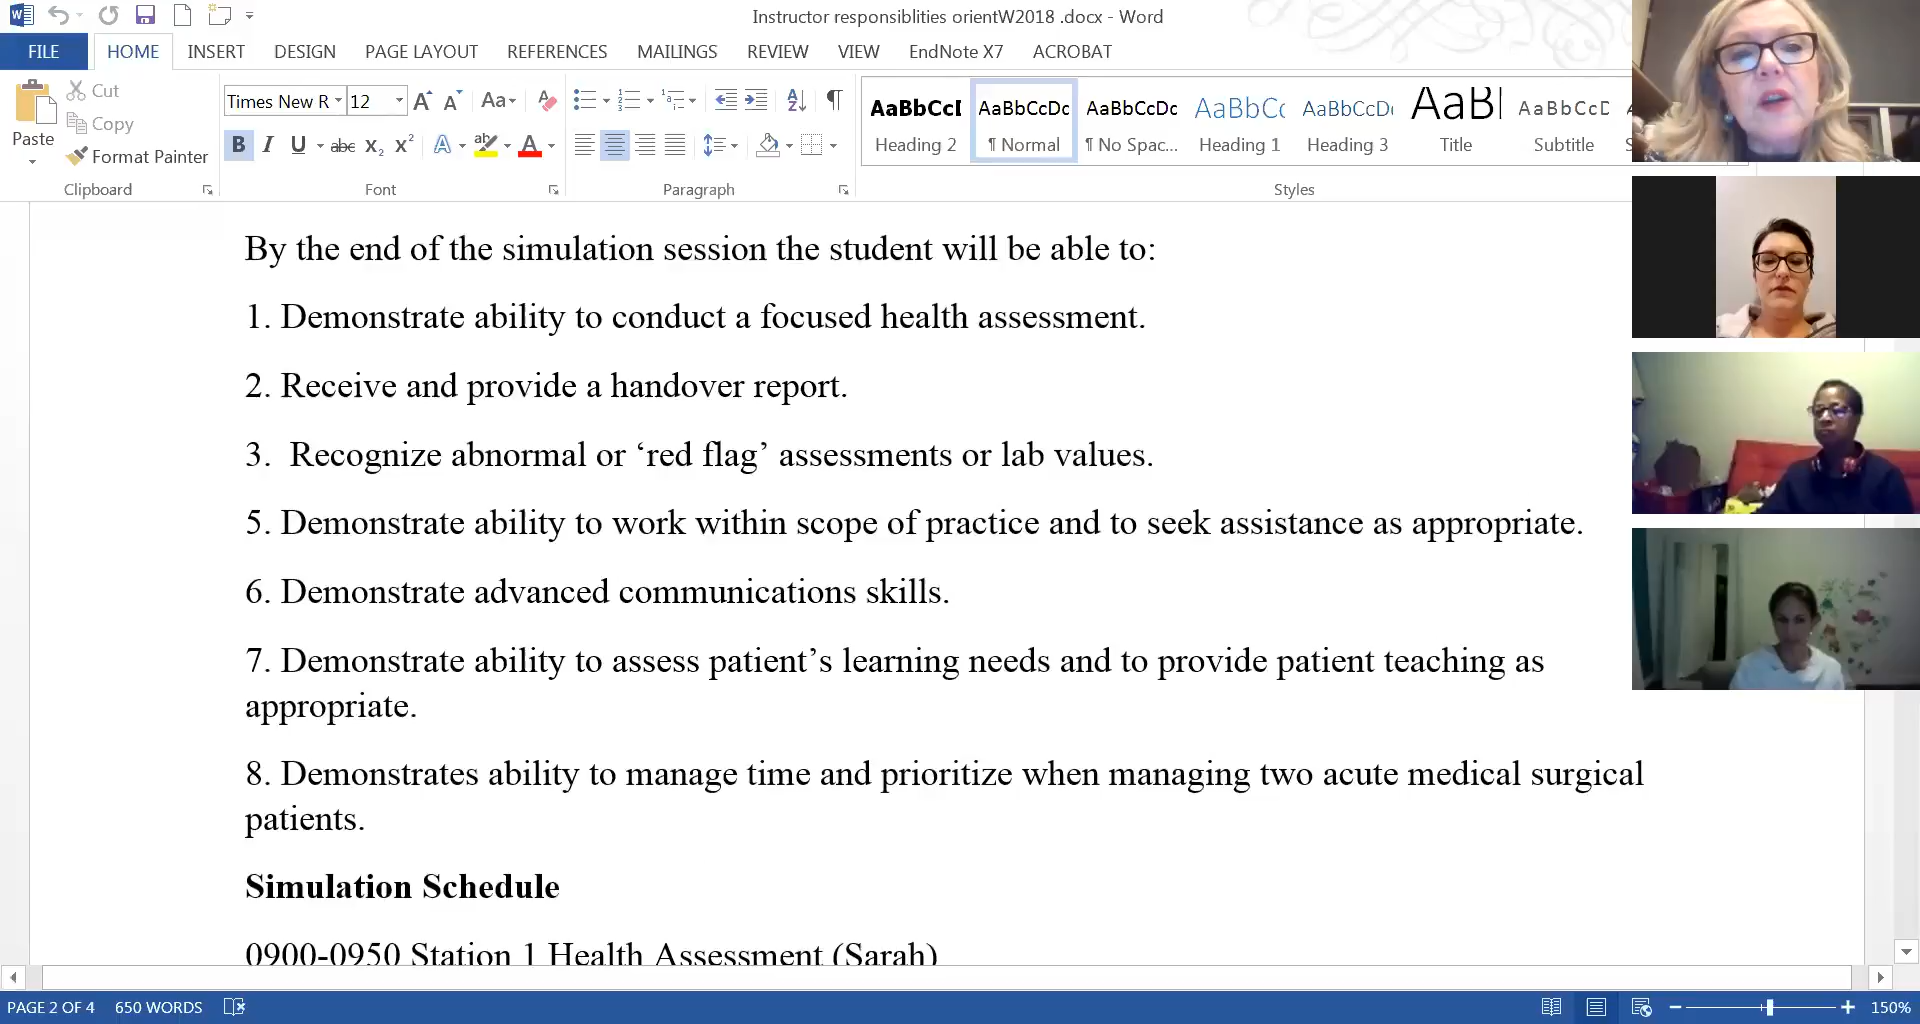 Instructor responsiblities orientW2018 .docx - Word
FILE HOME INSERT DESIGN PAGE LAYOUT REFERENCES MAILINGS REVIEW VIEW EndNote X7 ACROBAT
Cut
Copy
Paste
Format Painter
Clipboard
Times New R 12
Font
Paragraph
AaBbCcI AaBbCcDc AaBbCcDc AaBbCc AaBbCcDc AaB AaBbCcD
Heading 2 ¶ Normal ¶ No Spac... Heading 1 Heading 3 Title Subtitle
Styles
By the end of the simulation session the student will be able to:
1. Demonstrate ability to conduct a focused health assessment.
2. Receive and provide a handover report.
3.  Recognize abnormal or ‘red flag’ assessments or lab values.
5. Demonstrate ability to work within scope of practice and to seek assistance as appropriate.
6. Demonstrate advanced communications skills.
7. Demonstrate ability to assess patient’s learning needs and to provide patient teaching as
appropriate.
8. Demonstrates ability to manage time and prioritize when managing two acute medical surgical
patients.
Simulation Schedule
0900-0950 Station 1 Health Assessment (Sarah)
PAGE 2 OF 4 650 WORDS 150%